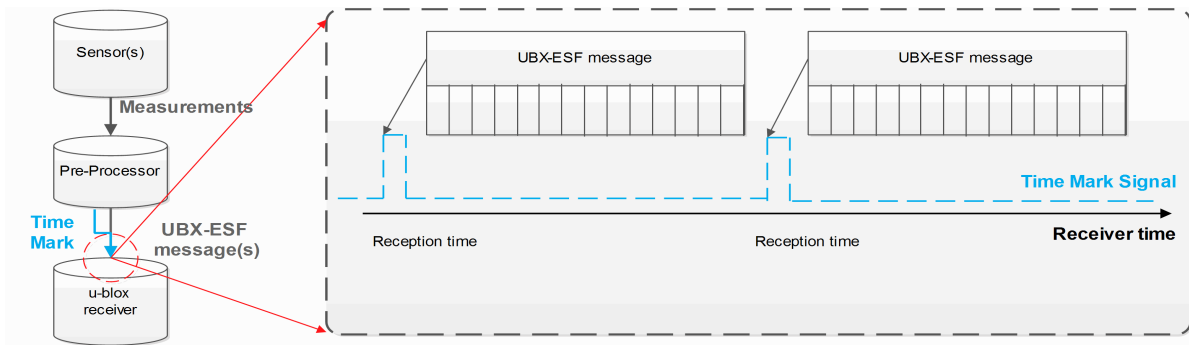 Sensor(s)
Measurements
Pre-Processor
Time
Mark
UBX-ESF
message(s)
u-blox
receiver
UBX-ESF message
UBX-ESF message
Time Mark Signal
Receiver time
Reception time
Reception time